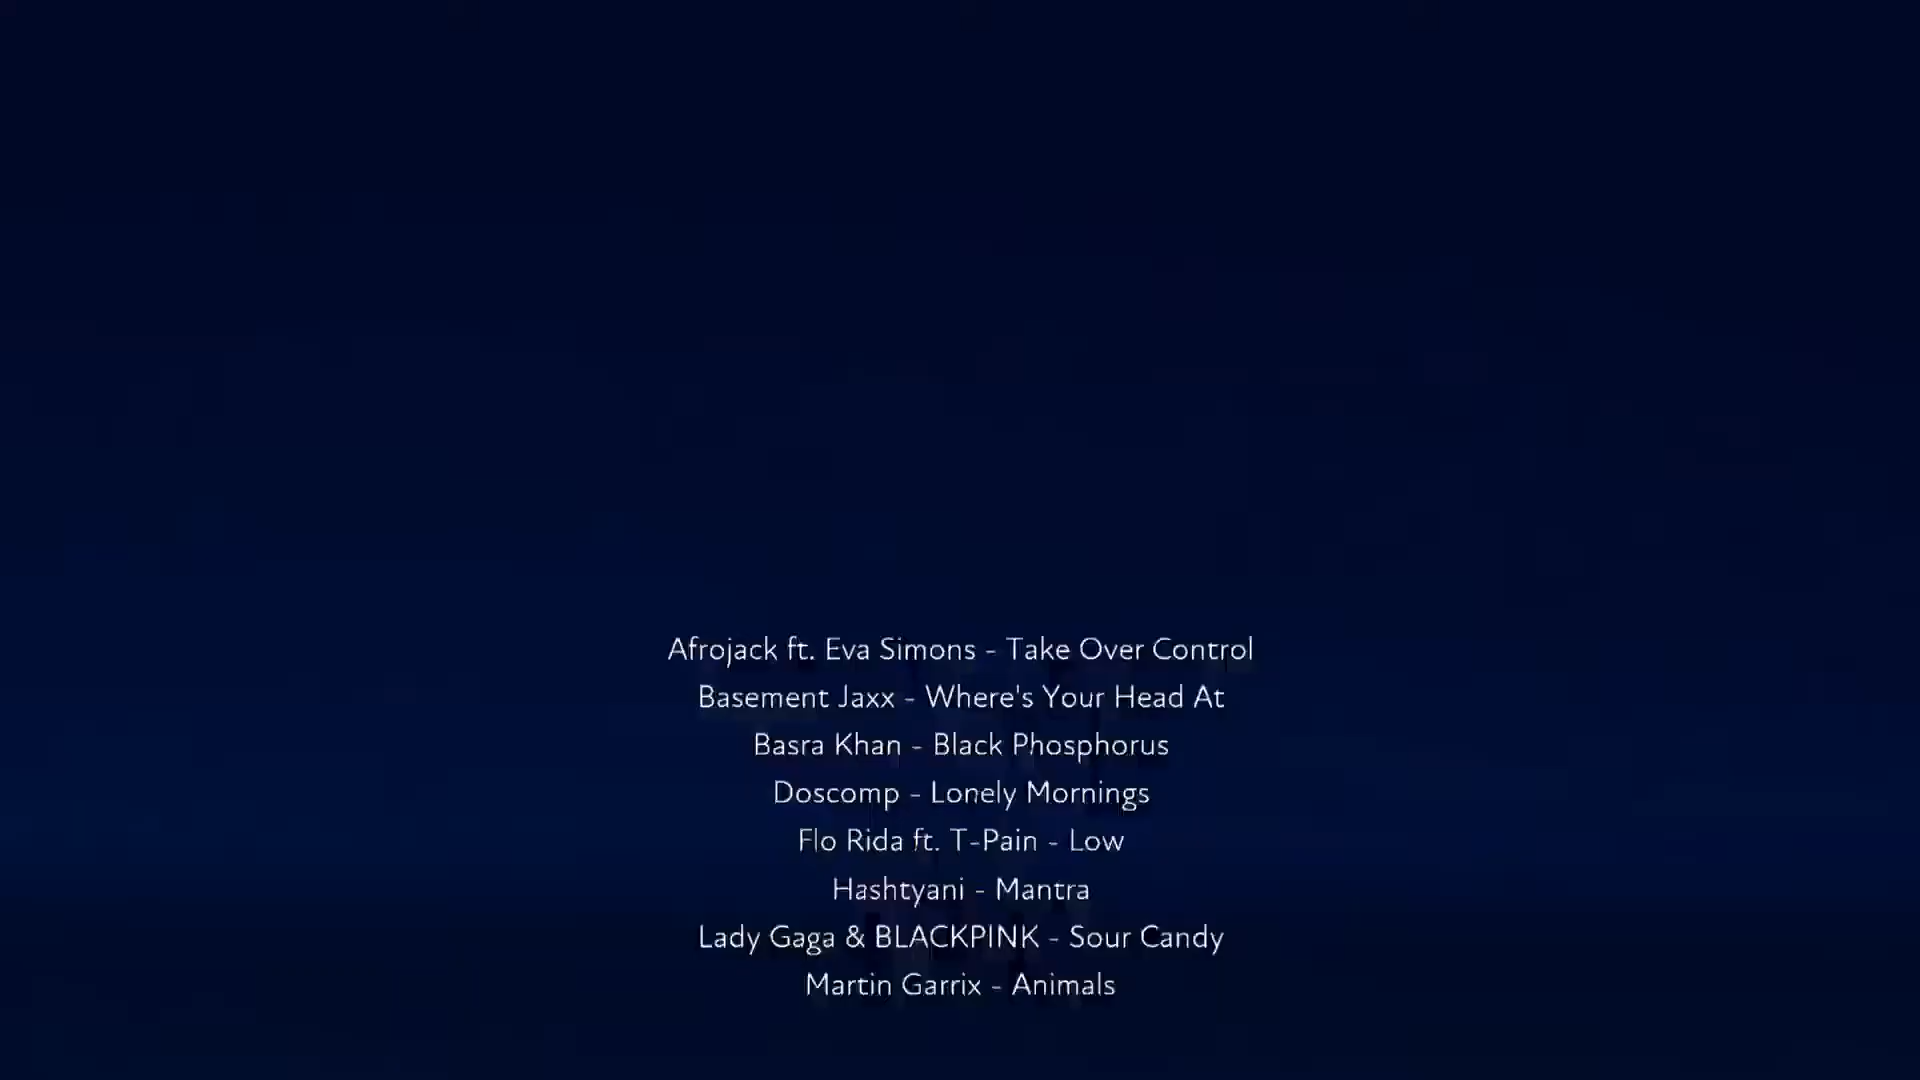 Afrojack ft. Eva Simons - Take Over Control
Basement Jaxx - Where's Your Head At
Basra Khan - Black Phosphorus
Doscomp - Lonely Mornings
Flo Rida ft. T-Pain - Low
Hashtyani - Mantra
Lady Gaga & BLACKPINK - Sour Candy
Martin Garrix - Animals